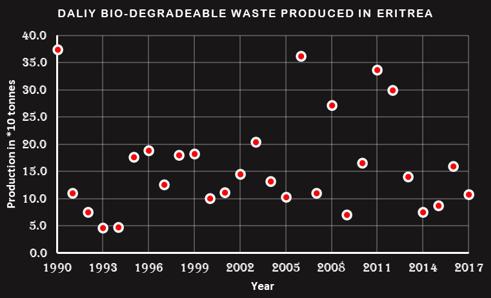 DALIY BIO-DEGRADEABLE WASTE PRODUCED IN ERITREA
40.0
35.0
30.0
25.0
20.0
15.0
10.0
5.0
0.0
Production in *10 tonnes
1990 1993 1996 1999 2002 2005 2008 2011 2014 2017
Year